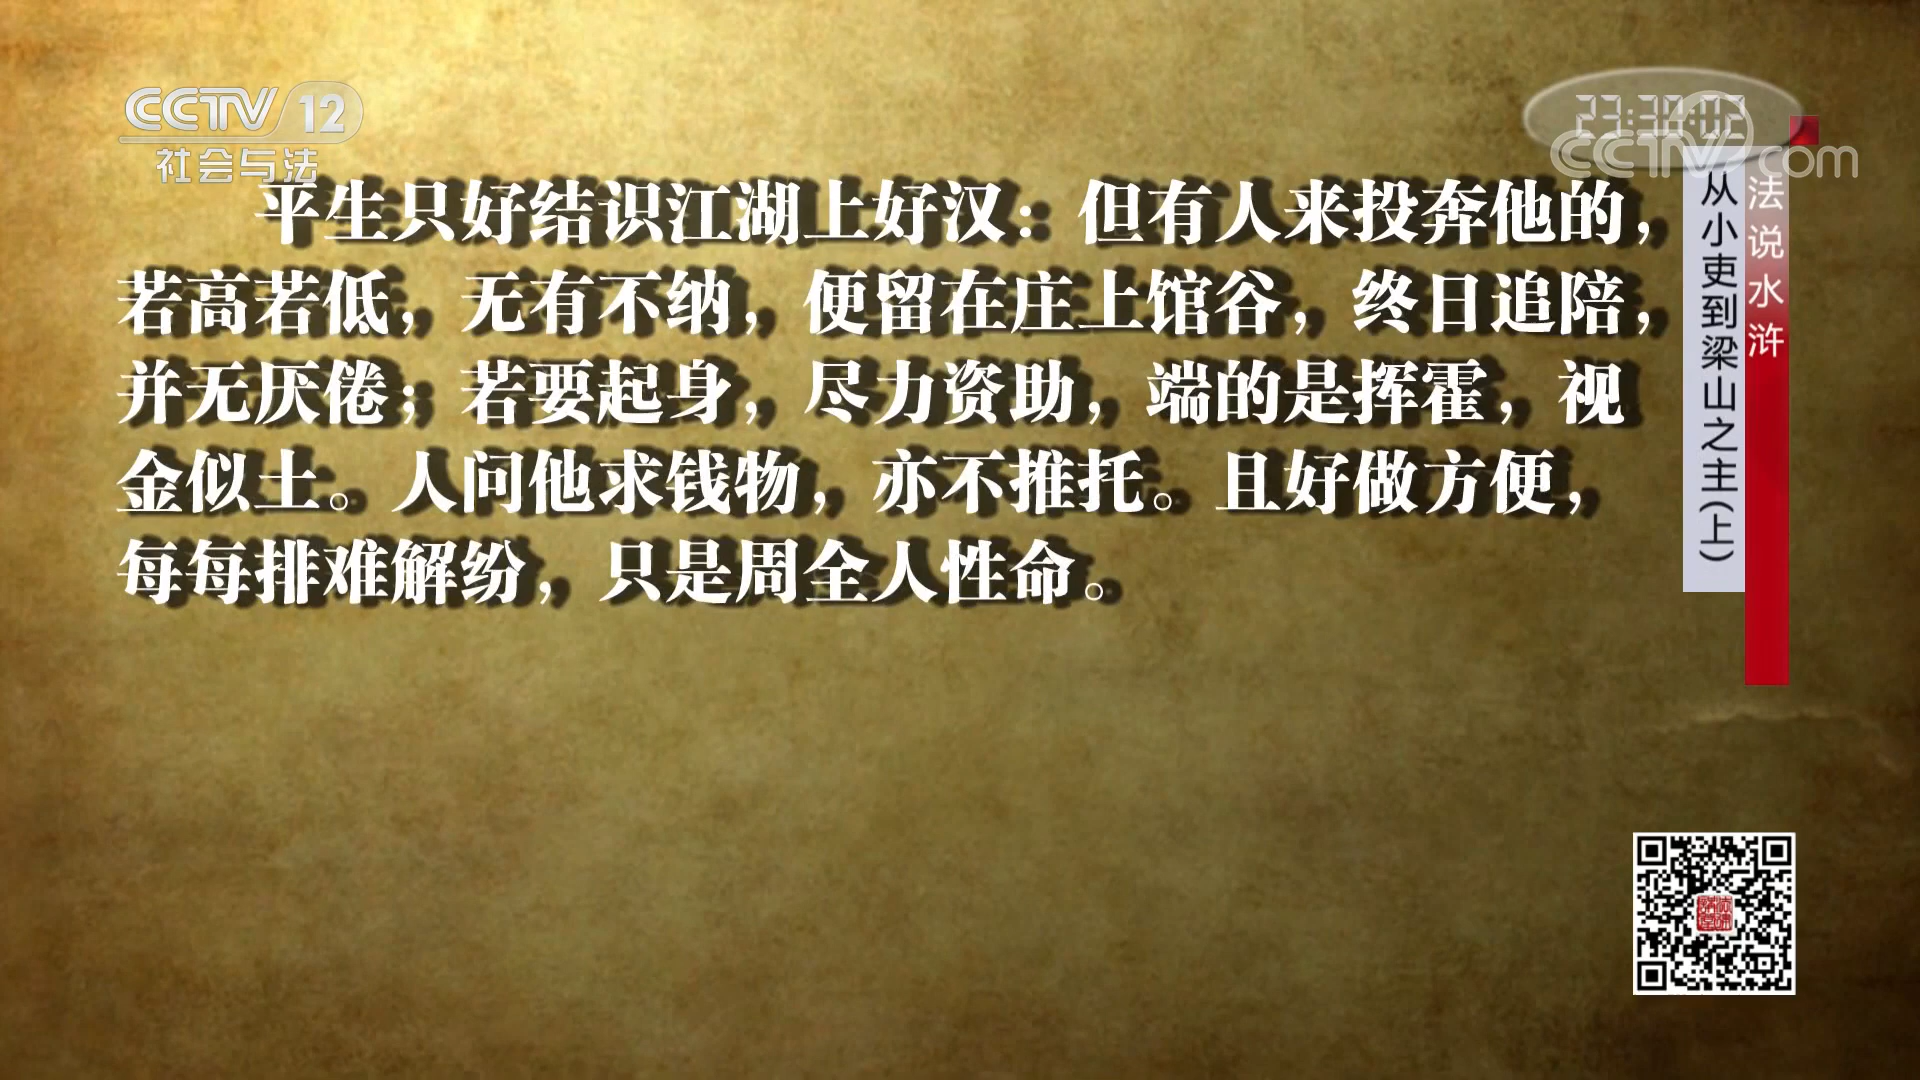 CCTV 12
社会与法
23:38:02
CCTV.com
平生只好结识江湖上好汉：但有人来投奔他的，
若高若低，无有不纳，便留在庄上馆谷，终日追陪，
并无厌倦；若要起身，尽力资助，端的是挥霍，视
金似土。人问他求钱物，亦不推托。且好做方便，
每每排难解纷，只是周全人性命。
法说水浒
从小吏到梁山之主(上)